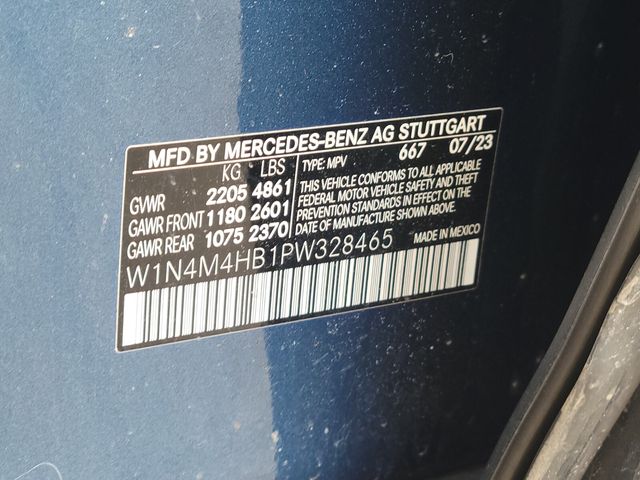 MFD BY MERCEDES-BENZ AG STUTTGART
KG LBS TYPE: MPV 667 07/23
GVWR 2205 4861
GAWR FRONT 1180 2601
GAWR REAR 1075 2370
THIS VEHICLE CONFORMS TO ALL APPLICABLE
FEDERAL MOTOR VEHICLE SAFETY AND THEFT
PREVENTION STANDARDS IN EFFECT ON THE
DATE OF MANUFACTURE SHOWN ABOVE.
W1N4M4HB1PW328465 MADE IN MEXICO